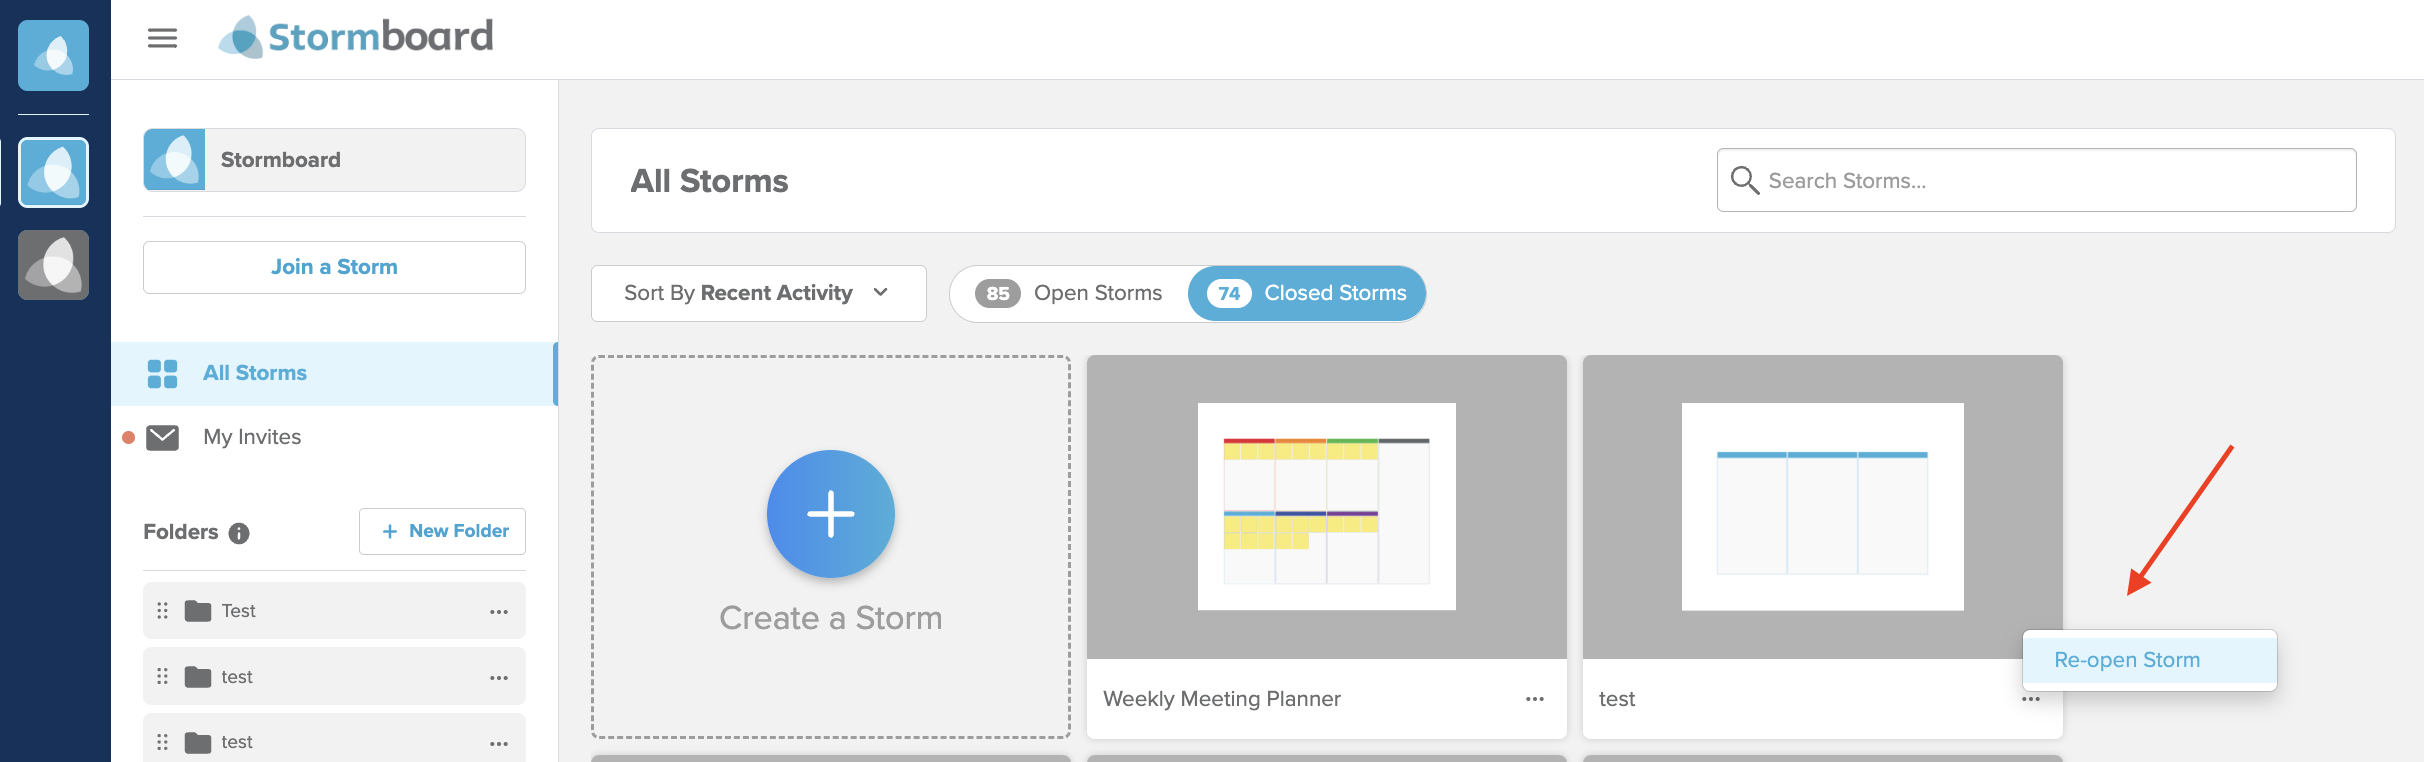 Stormboard
Stormboard
Join a Storm
All Storms
My Invites
Folders
New Folder
Test
test
test
All Storms
Search Storms...
Sort By Recent Activity
85 Open Storms
74 Closed Storms
Create a Storm
Weekly Meeting Planner
test
Re-open Storm